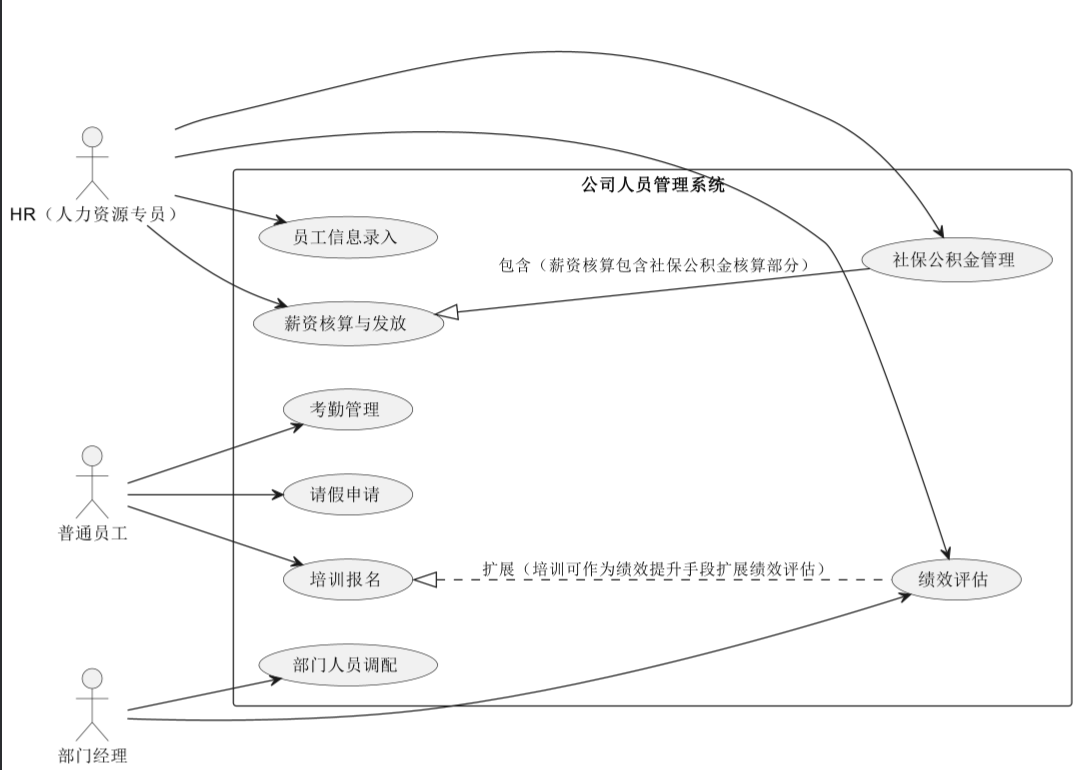 公司人员管理系统
HR（人力资源专员）
员工信息录入
社保公积金管理
包含（薪资核算包含社保公积金核算部分）
薪资核算与发放
考勤管理
请假申请
普通员工
扩展（培训可作为绩效提升手段扩展绩效评估）
培训报名
绩效评估
部门人员调配
部门经理